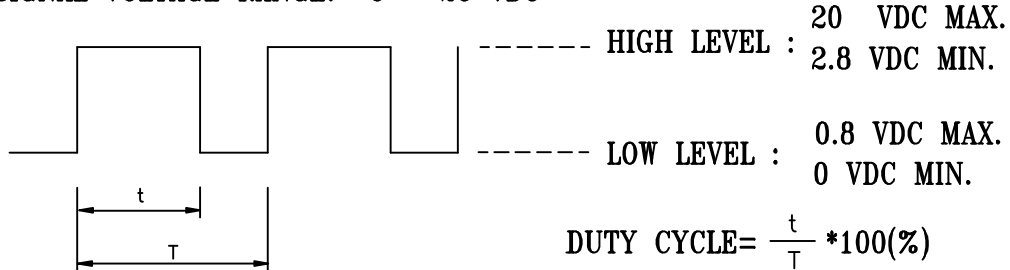 20 VDC MAX.
HIGH LEVEL :
2.8 VDC MIN.
0.8 VDC MAX.
LOW LEVEL :
0 VDC MIN.
t
T
DUTY CYCLE= t/T *100(%)